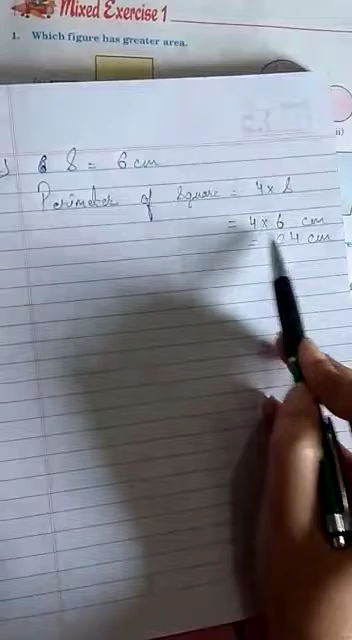 Mixed Exercise 1
1. Which figure has greater area.
ii)
S = 6 cm
Perimeter of Square = 4 x S
= 4 x 6 cm
= 24 cm